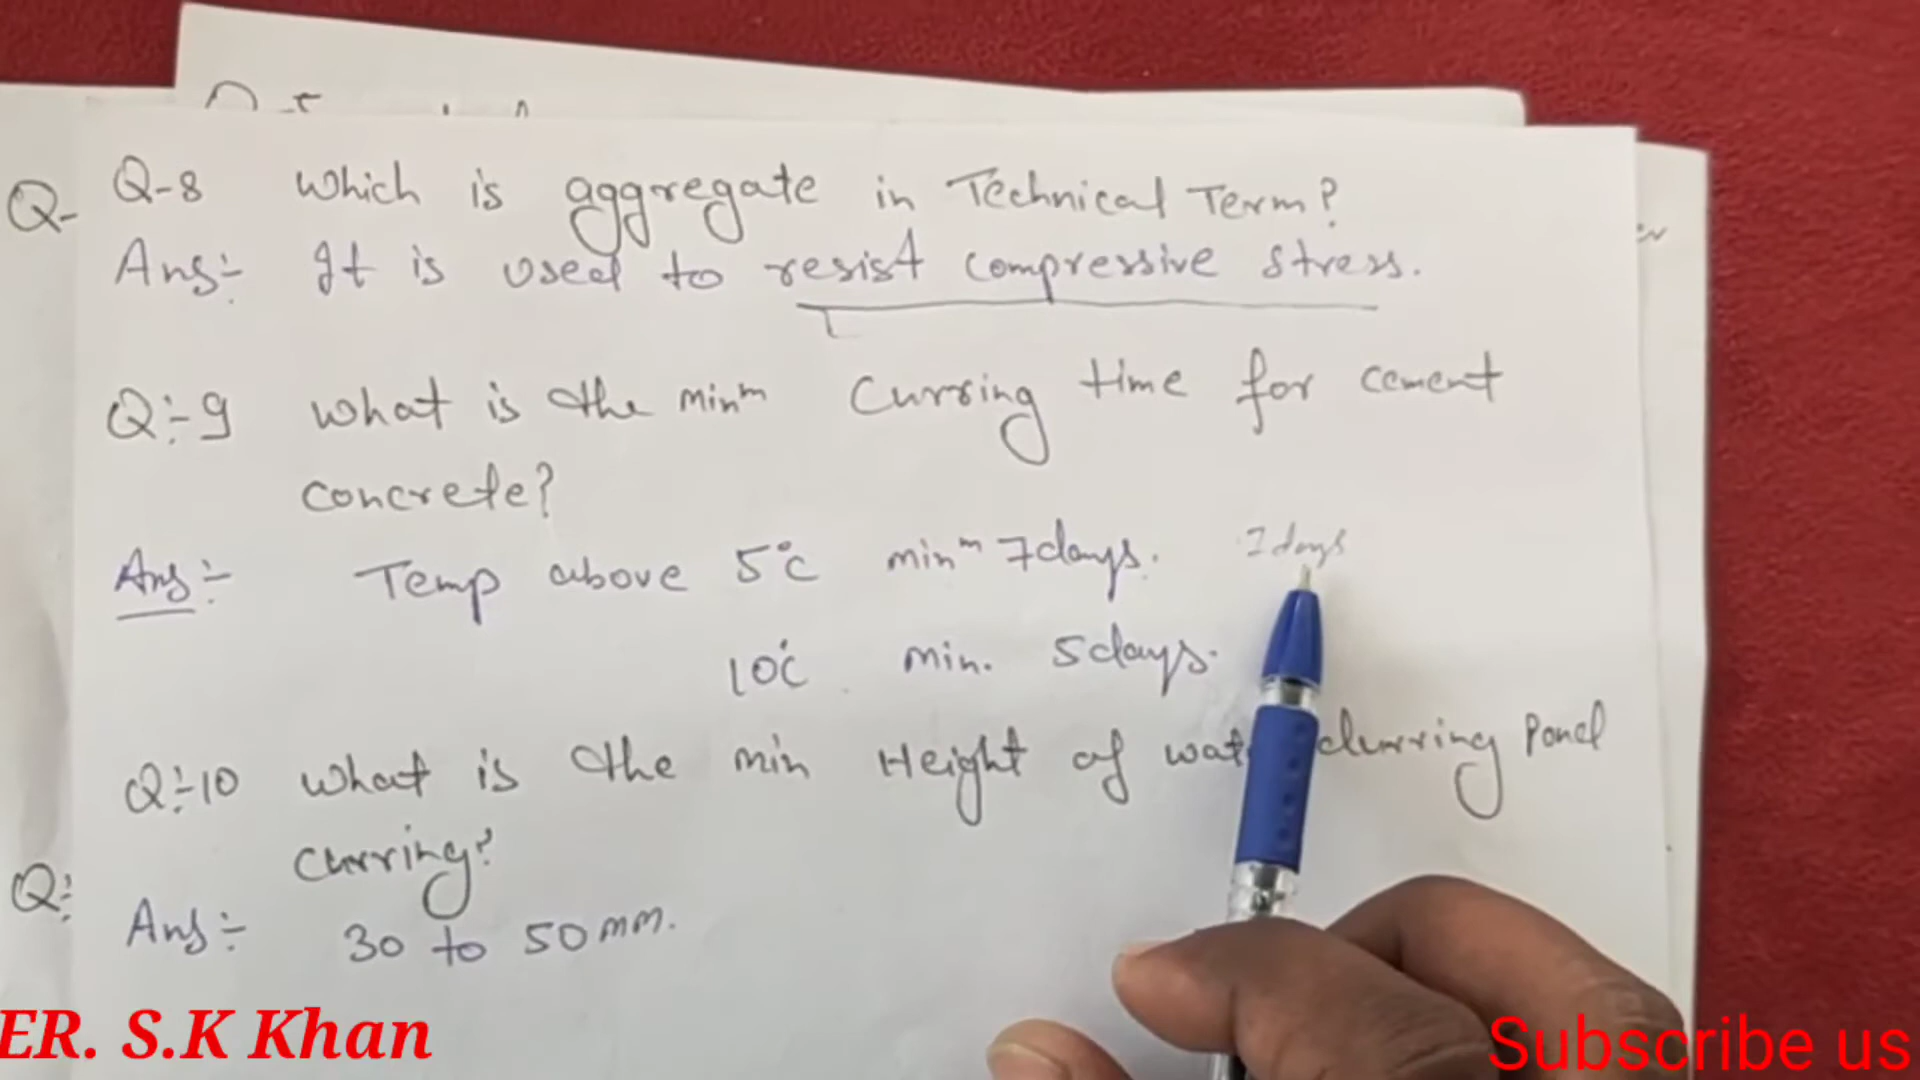 Q-8 Which is aggregate in Technical Term?
Ans:- It is used to resist compressive stress.
Q:-9 What is the minm Curring time for cement
concrete?
Ans:- Temp above 5°c minm 7days. 7days
10°c min. 5days.
Q:-10 What is the min Height of wat durring Panel
Curring?
Ans:- 30 to 50mm.
Q-
Q:
ER. S.K Khan
Subscribe us